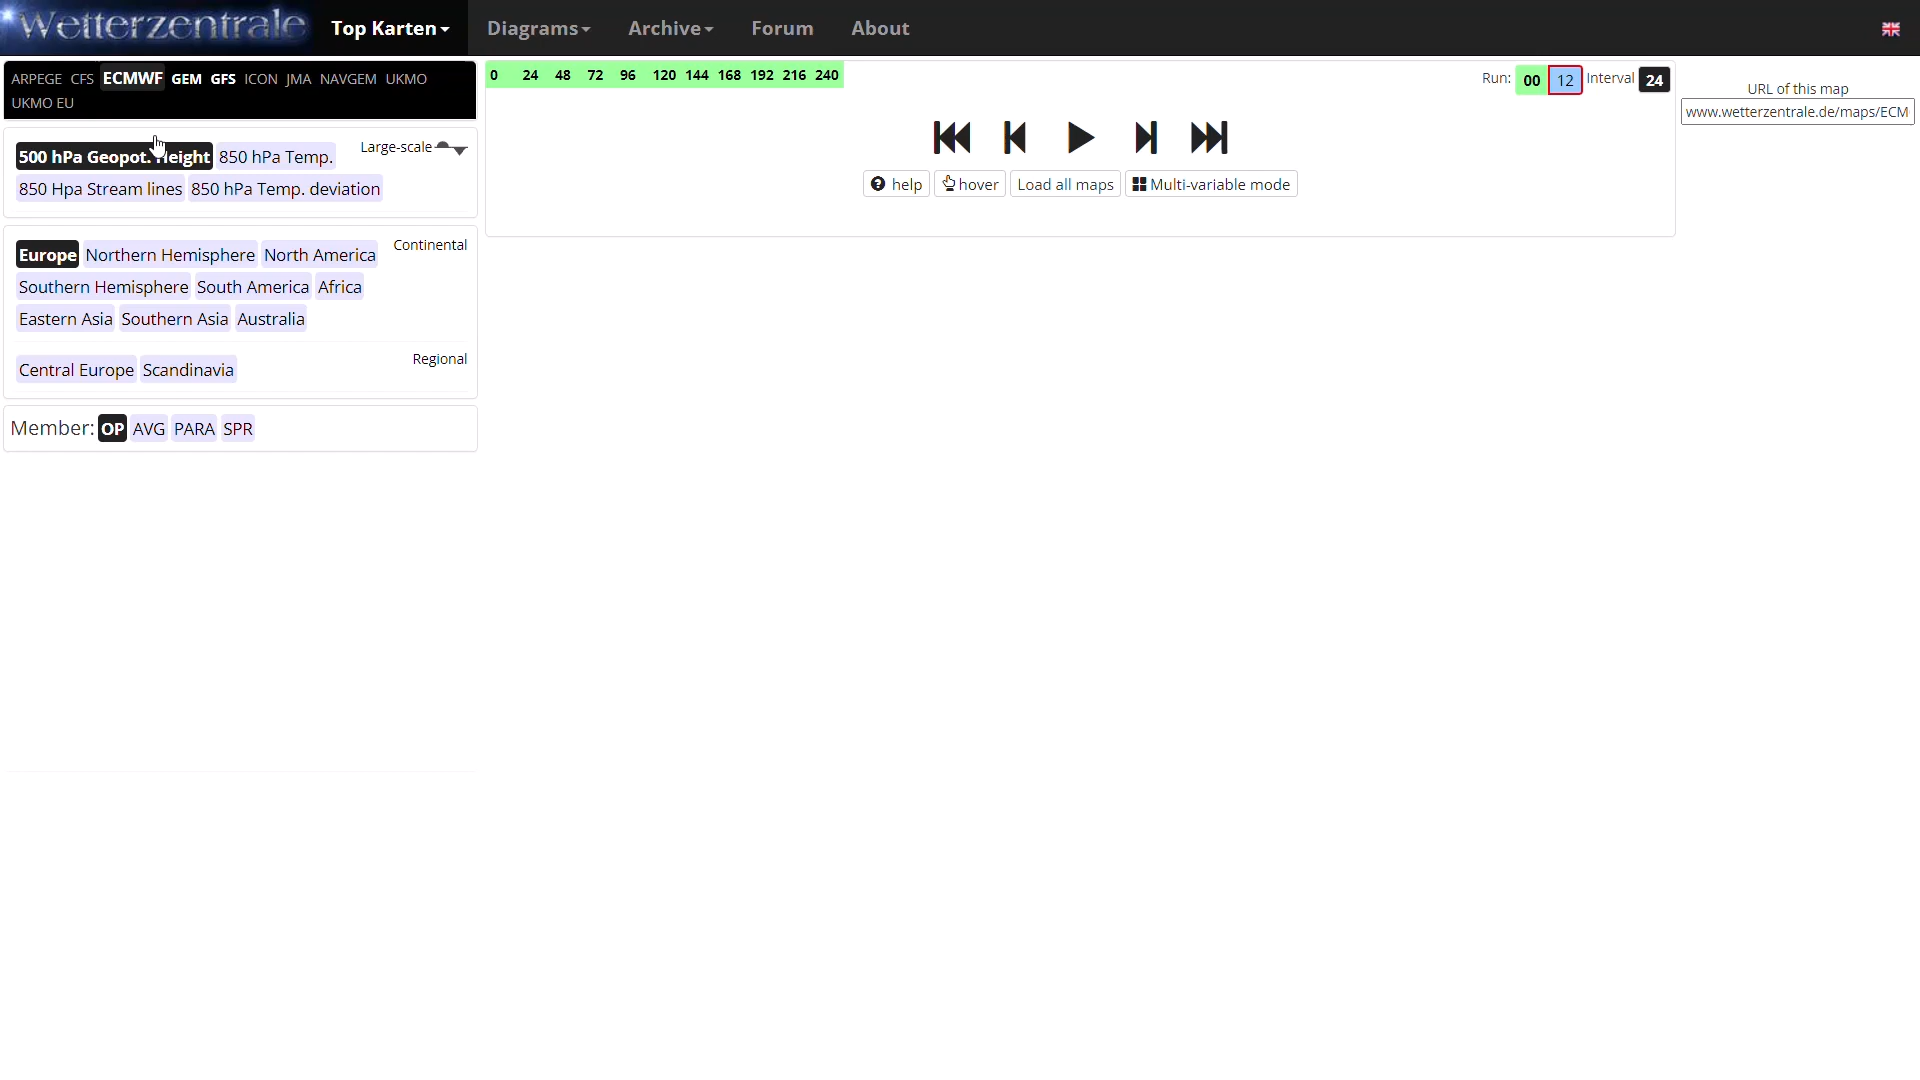 Wetterzentrale Top Karten Diagrams Archive Forum About
ARPEGE CFS ECMWF GEM GFS ICON JMA NAVGEM UKMO
UKMO EU
500 hPa Geopot. Height 850 hPa Temp. Large-scale
850 Hpa Stream lines 850 hPa Temp. deviation
Europe Northern Hemisphere North America Continental
Southern Hemisphere South America Africa
Eastern Asia Southern Asia Australia
Central Europe Scandinavia Regional
Member: OP AVG PARA SPR
0 24 48 72 96 120 144 168 192 216 240
Run: 00 12 Interval 24
help hover Load all maps Multi-variable mode
URL of this map
www.wetterzentrale.de/maps/ECM